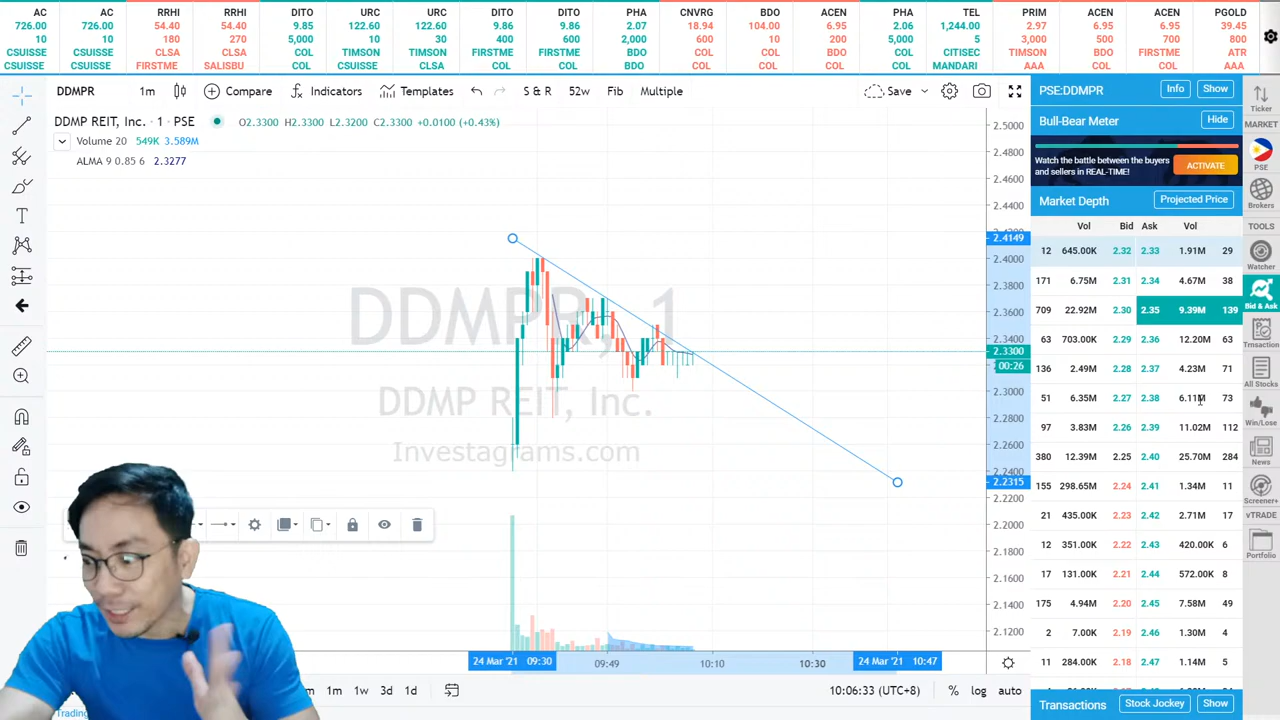 AC AC RRHI RRHI DITO URC URC DITO DITO PHA CNVRG BDO ACEN PHA TEL PRIM ACEN ACEN PGOLD
726.00 726.00 54.40 54.40 9.85 122.60 122.60 9.86 9.86 2.07 18.94 104.00 6.95 2.06 1,244.00 2.97 6.95 6.95 39.45
10 10 180 270 5,000 10 30 400 600 2,000 600 10 200 5,000 5 3,000 500 700 800
CSUISSE CSUISSE CLSA CLSA COL TIMSON TIMSON FIRSTME FIRSTME BDO COL COL COL BDO CITISEC TIMSON BDO FIRSTME ATR
CSUISSE CSUISSE FIRSTME SALISBU COL CSUISSE CLSA COL COL BDO COL COL COL COL MANDARI AAA COL COL AAA
DDMPR 1m Compare Indicators Templates S & R 52w Fib Multiple Save
DDMP REIT, Inc. · 1 · PSE O2.3300 H2.3300 L2.3200 C2.3300 +0.0100 (+0.43%)
Volume 20 549K 3.589M
ALMA 9 0.85 6 2.3277
DDMPR, 1
DDMP REIT, Inc.
Investagrams.com
2.5000
2.4800
2.4600
2.4400
2.4149
2.4000
2.3800
2.3600
2.3400
2.3300
00:26
2.3000
2.2800
2.2600
2.2400
2.2315
2.2200
2.2000
2.1800
2.1600
2.1400
2.1200
24 Mar '21 09:30 09:49 10:10 10:30 24 Mar '21 10:47
1m 1w 3d 1d 10:06:33 (UTC+8) % log auto
Trading
PSE:DDMPR Info Show
Bull-Bear Meter Hide
Watch the battle between the buyers
and sellers in REAL-TIME!
ACTIVATE
Market Depth Projected Price
Vol Bid Ask Vol
12 645.00K 2.32 2.33 1.91M 29
171 6.75M 2.31 2.34 4.67M 38
709 22.92M 2.30 2.35 9.39M 139
63 703.00K 2.29 2.36 12.20M 63
136 2.49M 2.28 2.37 4.23M 71
51 6.35M 2.27 2.38 6.11M 73
97 3.83M 2.26 2.39 11.02M 112
380 12.39M 2.25 2.40 25.70M 284
155 298.65M 2.24 2.41 1.34M 11
21 435.00K 2.23 2.42 2.71M 17
12 351.00K 2.22 2.43 420.00K 6
17 131.00K 2.21 2.44 572.00K 8
175 4.94M 2.20 2.45 7.58M 49
2 7.00K 2.19 2.46 1.30M 4
11 284.00K 2.18 2.47 1.14M 5
Transactions Stock Jockey Show
Ticker
MARKET
PSE
Brokers
TOOLS
Watcher
Bid & Ask
Trnsaction
All Stocks
Win/Lose
News
Screener+
vTRADE
Portfolio